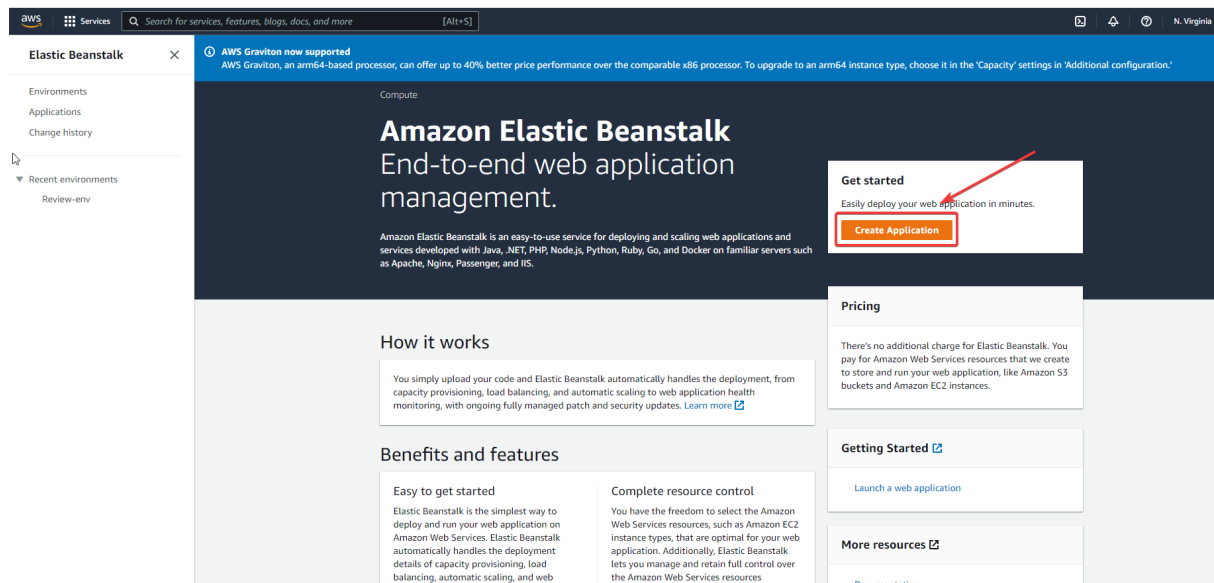 aws
Services
Search for services, features, blogs, docs, and more
[Alt+S]
N. Virginia
Elastic Beanstalk
Environments
Applications
Change history
Recent environments
Review-env
AWS Graviton now supported
AWS Graviton, an arm64-based processor, can offer up to 40% better price performance over the comparable x86 processor. To upgrade to an arm64 instance type, choose it in the 'Capacity' settings in 'Additional configuration.'
Compute
Amazon Elastic Beanstalk
End-to-end web application
management.
Amazon Elastic Beanstalk is an easy-to-use service for deploying and scaling web applications and
services developed with Java, .NET, PHP, Node.js, Python, Ruby, Go, and Docker on familiar servers such
as Apache, Nginx, Passenger, and IIS.
Get started
Easily deploy your web application in minutes.
Create Application
Pricing
There's no additional charge for Elastic Beanstalk. You
pay for Amazon Web Services resources that we create
to store and run your web application, like Amazon S3
buckets and Amazon EC2 instances.
How it works
You simply upload your code and Elastic Beanstalk automatically handles the deployment, from
capacity provisioning, load balancing, and automatic scaling to web application health
monitoring, with ongoing fully managed patch and security updates. Learn more
Getting Started
Launch a web application
Benefits and features
Easy to get started
Elastic Beanstalk is the simplest way to
deploy and run your web application on
Amazon Web Services. Elastic Beanstalk
automatically handles the deployment
details of capacity provisioning, load
balancing, automatic scaling, and web
Complete resource control
You have the freedom to select the Amazon
Web Services resources, such as Amazon EC2
instance types, that are optimal for your web
application. Additionally, Elastic Beanstalk
lets you manage and retain full control over
the Amazon Web Services resources
More resources